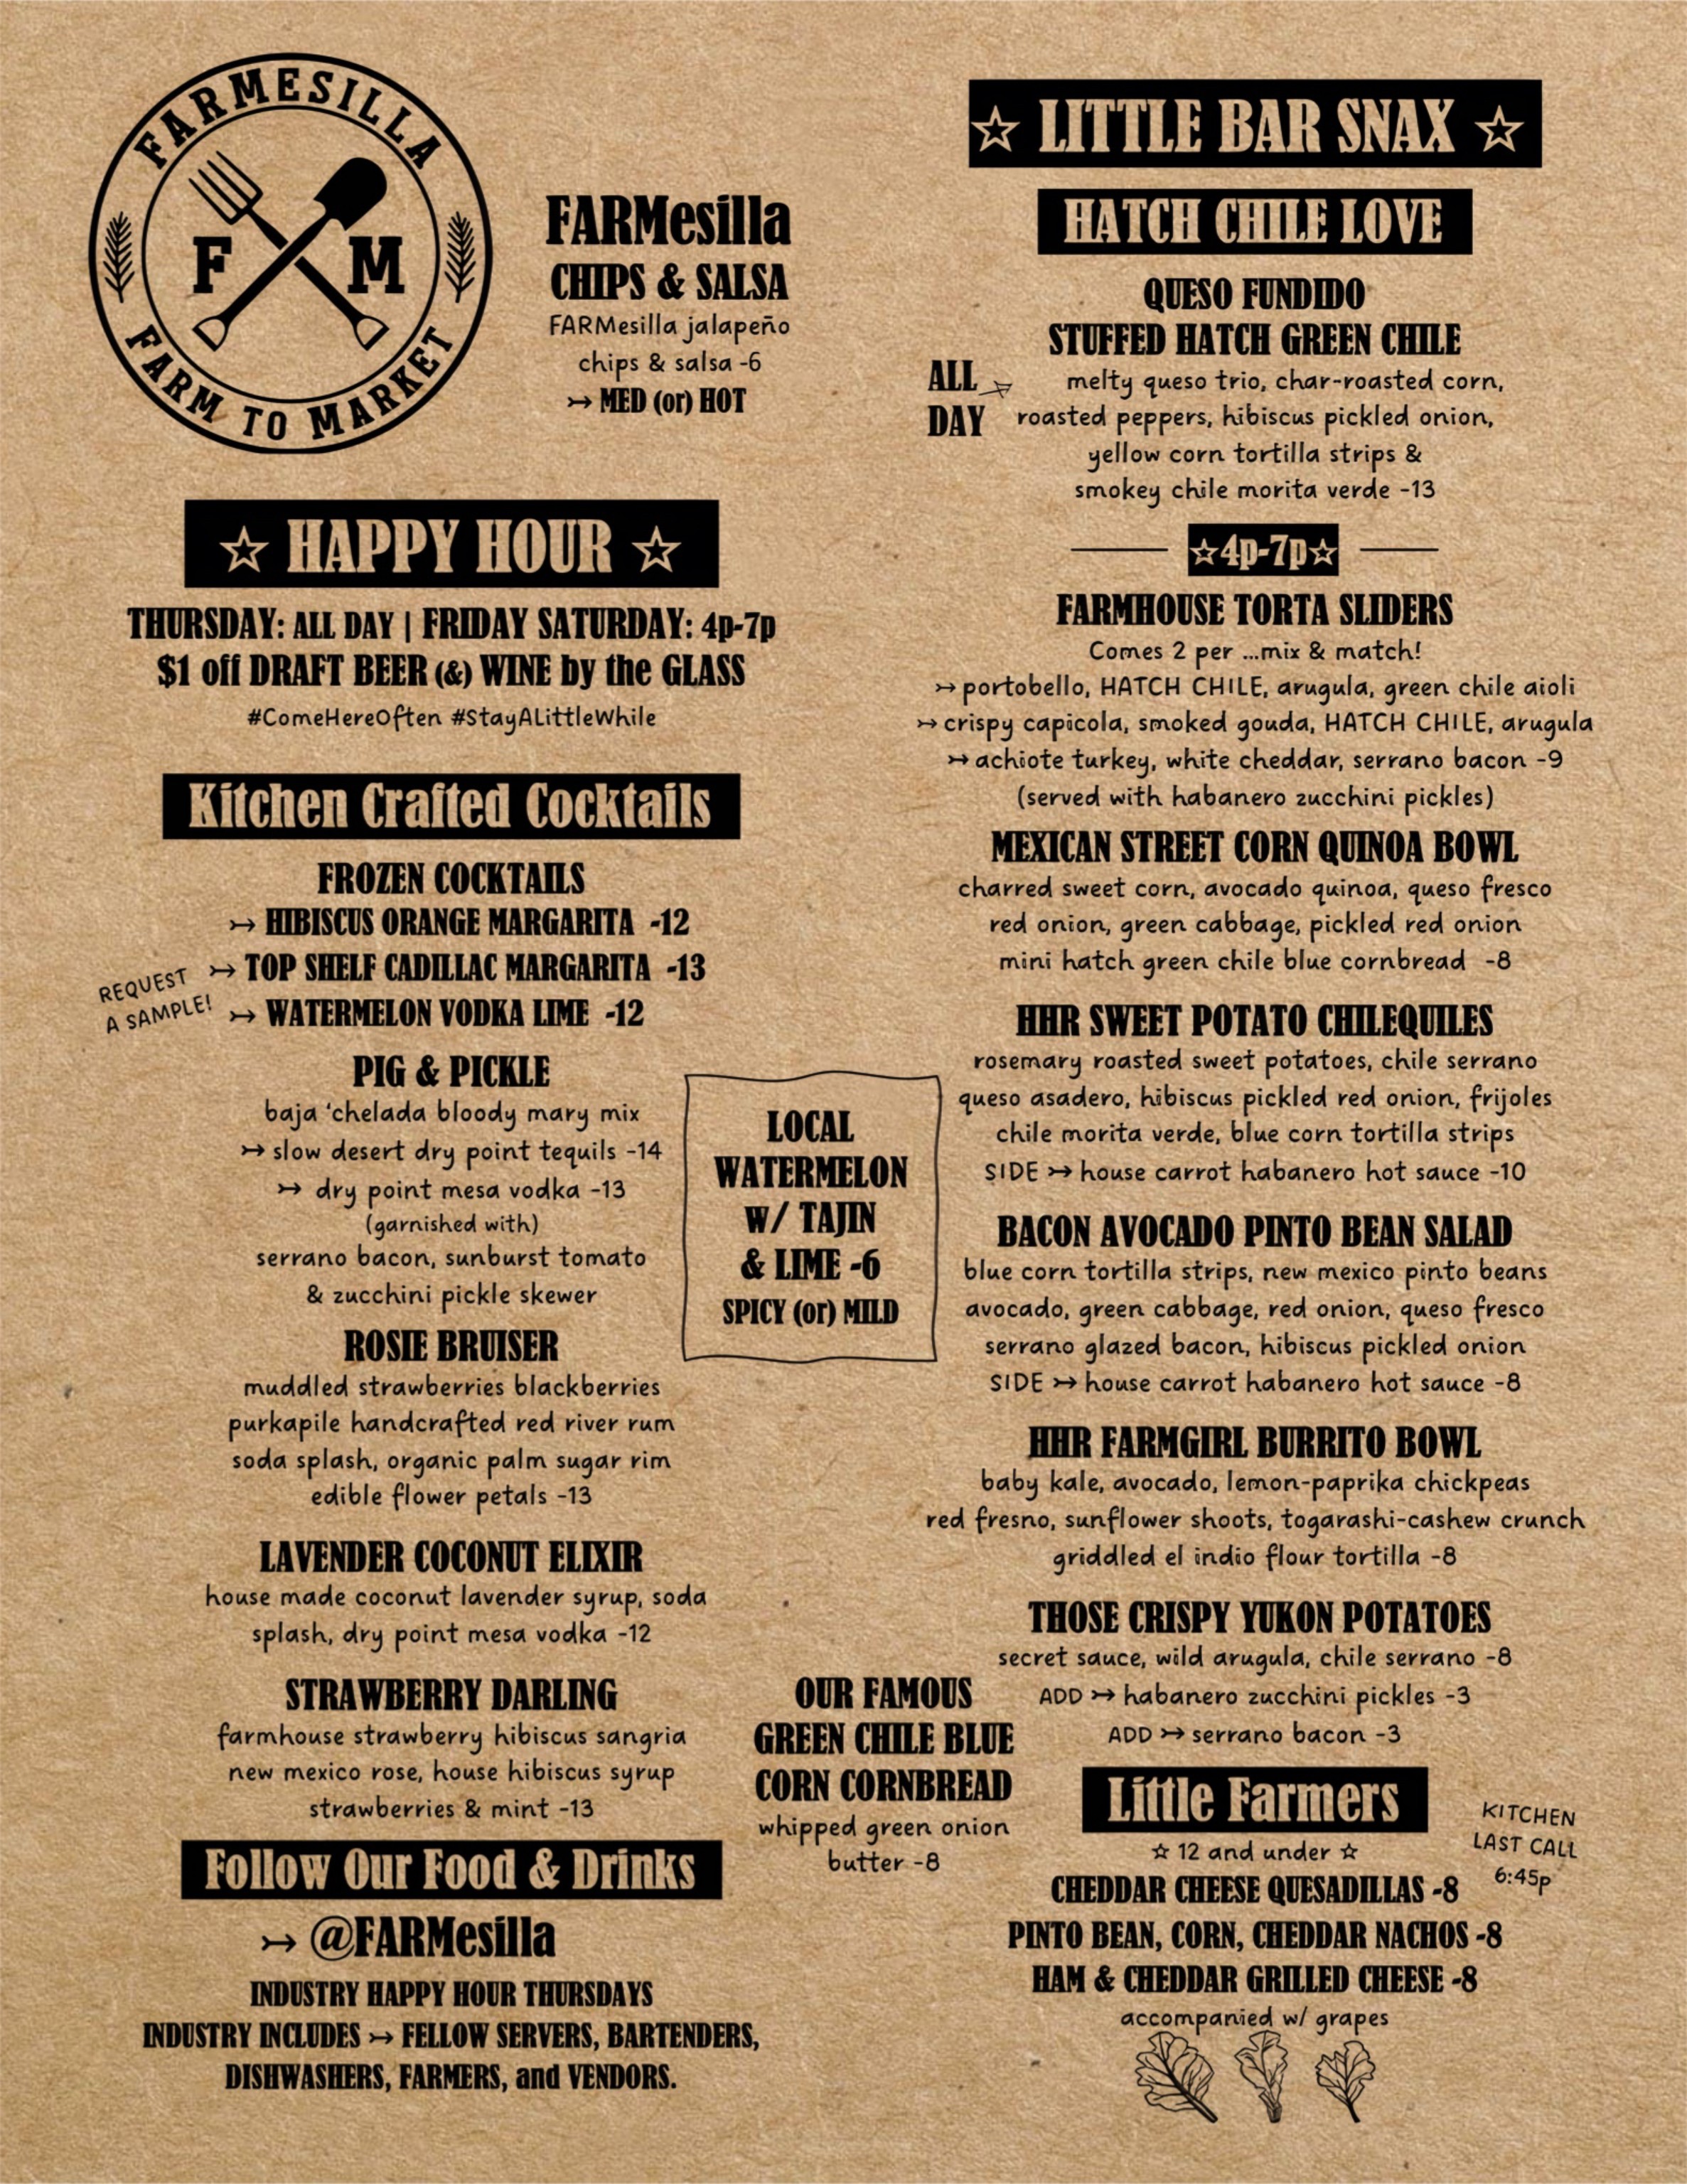 FARMESILLA
F M
FARM TO MARKET
FARMesilla
CHIPS & SALSA
FARMesilla jalapeño
chips & salsa -6
↣ MED (or) HOT
☆ HAPPY HOUR ☆
THURSDAY: ALL DAY | FRIDAY SATURDAY: 4p-7p
$1 off DRAFT BEER (&) WINE by the GLASS
#ComeHereOften #StayALittleWhile
Kitchen Crafted Cocktails
FROZEN COCKTAILS
↣ HIBISCUS ORANGE MARGARITA -12
↣ TOP SHELF CADILLAC MARGARITA -13
↣ WATERMELON VODKA LIME -12
REQUEST
A SAMPLE!
PIG & PICKLE
baja 'chelada bloody mary mix
↣ slow desert dry point tequils -14
↣ dry point mesa vodka -13
(garnished with)
serrano bacon, sunburst tomato
& zucchini pickle skewer
ROSIE BRUISER
muddled strawberries blackberries
purkapile handcrafted red river rum
soda splash, organic palm sugar rim
edible flower petals -13
LAVENDER COCONUT ELIXIR
house made coconut lavender syrup, soda
splash, dry point mesa vodka -12
STRAWBERRY DARLING
farmhouse strawberry hibiscus sangria
new mexico rose, house hibiscus syrup
strawberries & mint -13
Follow Our Food & Drinks
↣ @FARMesilla
INDUSTRY HAPPY HOUR THURSDAYS
INDUSTRY INCLUDES ↣ FELLOW SERVERS, BARTENDERS,
DISHWASHERS, FARMERS, and VENDORS.
LOCAL
WATERMELON
W/ TAJIN
& LIME -6
SPICY (or) MILD
OUR FAMOUS
GREEN CHILE BLUE
CORN CORNBREAD
whipped green onion
butter -8
☆ LITTLE BAR SNAX ☆
HATCH CHILE LOVE
QUESO FUNDIDO
STUFFED HATCH GREEN CHILE
ALL
DAY
melty queso trio, char-roasted corn,
roasted peppers, hibiscus pickled onion,
yellow corn tortilla strips &
smokey chile morita verde -13
☆4p-7p☆
FARMHOUSE TORTA SLIDERS
Comes 2 per ...mix & match!
↣ portobello, HATCH CHILE, arugula, green chile aioli
↣ crispy capicola, smoked gouda, HATCH CHILE, arugula
↣ achiote turkey, white cheddar, serrano bacon -9
(served with habanero zucchini pickles)
MEXICAN STREET CORN QUINOA BOWL
charred sweet corn, avocado quinoa, queso fresco
red onion, green cabbage, pickled red onion
mini hatch green chile blue cornbread -8
HHR SWEET POTATO CHILEQUILES
rosemary roasted sweet potatoes, chile serrano
queso asadero, hibiscus pickled red onion, frijoles
chile morita verde, blue corn tortilla strips
SIDE ↣ house carrot habanero hot sauce -10
BACON AVOCADO PINTO BEAN SALAD
blue corn tortilla strips, new mexico pinto beans
avocado, green cabbage, red onion, queso fresco
serrano glazed bacon, hibiscus pickled onion
SIDE ↣ house carrot habanero hot sauce -8
HHR FARMGIRL BURRITO BOWL
baby kale, avocado, lemon-paprika chickpeas
red fresno, sunflower shoots, togarashi-cashew crunch
griddled el indio flour tortilla -8
THOSE CRISPY YUKON POTATOES
secret sauce, wild arugula, chile serrano -8
ADD ↣ habanero zucchini pickles -3
ADD ↣ serrano bacon -3
Little Farmers
☆ 12 and under ☆
CHEDDAR CHEESE QUESADILLAS -8
PINTO BEAN, CORN, CHEDDAR NACHOS -8
HAM & CHEDDAR GRILLED CHEESE -8
accompanied w/ grapes
KITCHEN
LAST CALL
6:45p